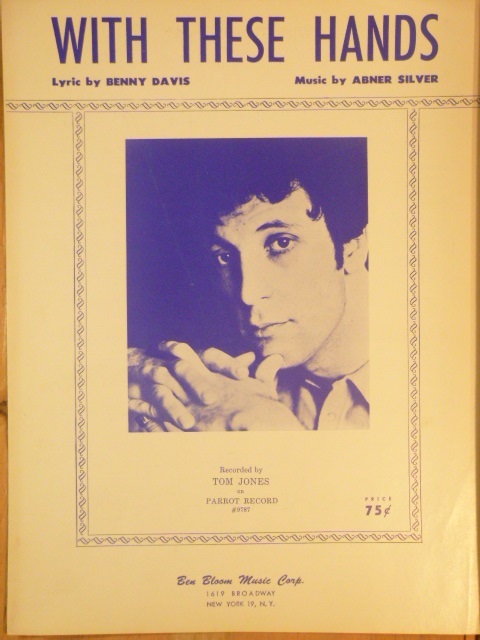 WITH THESE HANDS
Lyric by BENNY DAVIS Music by ABNER SILVER
Recorded by
TOM JONES
on
PARROT RECORD
#9787
PRICE
75¢
Ben Bloom Music Corp.
1619 BROADWAY
NEW YORK 19, N.Y.